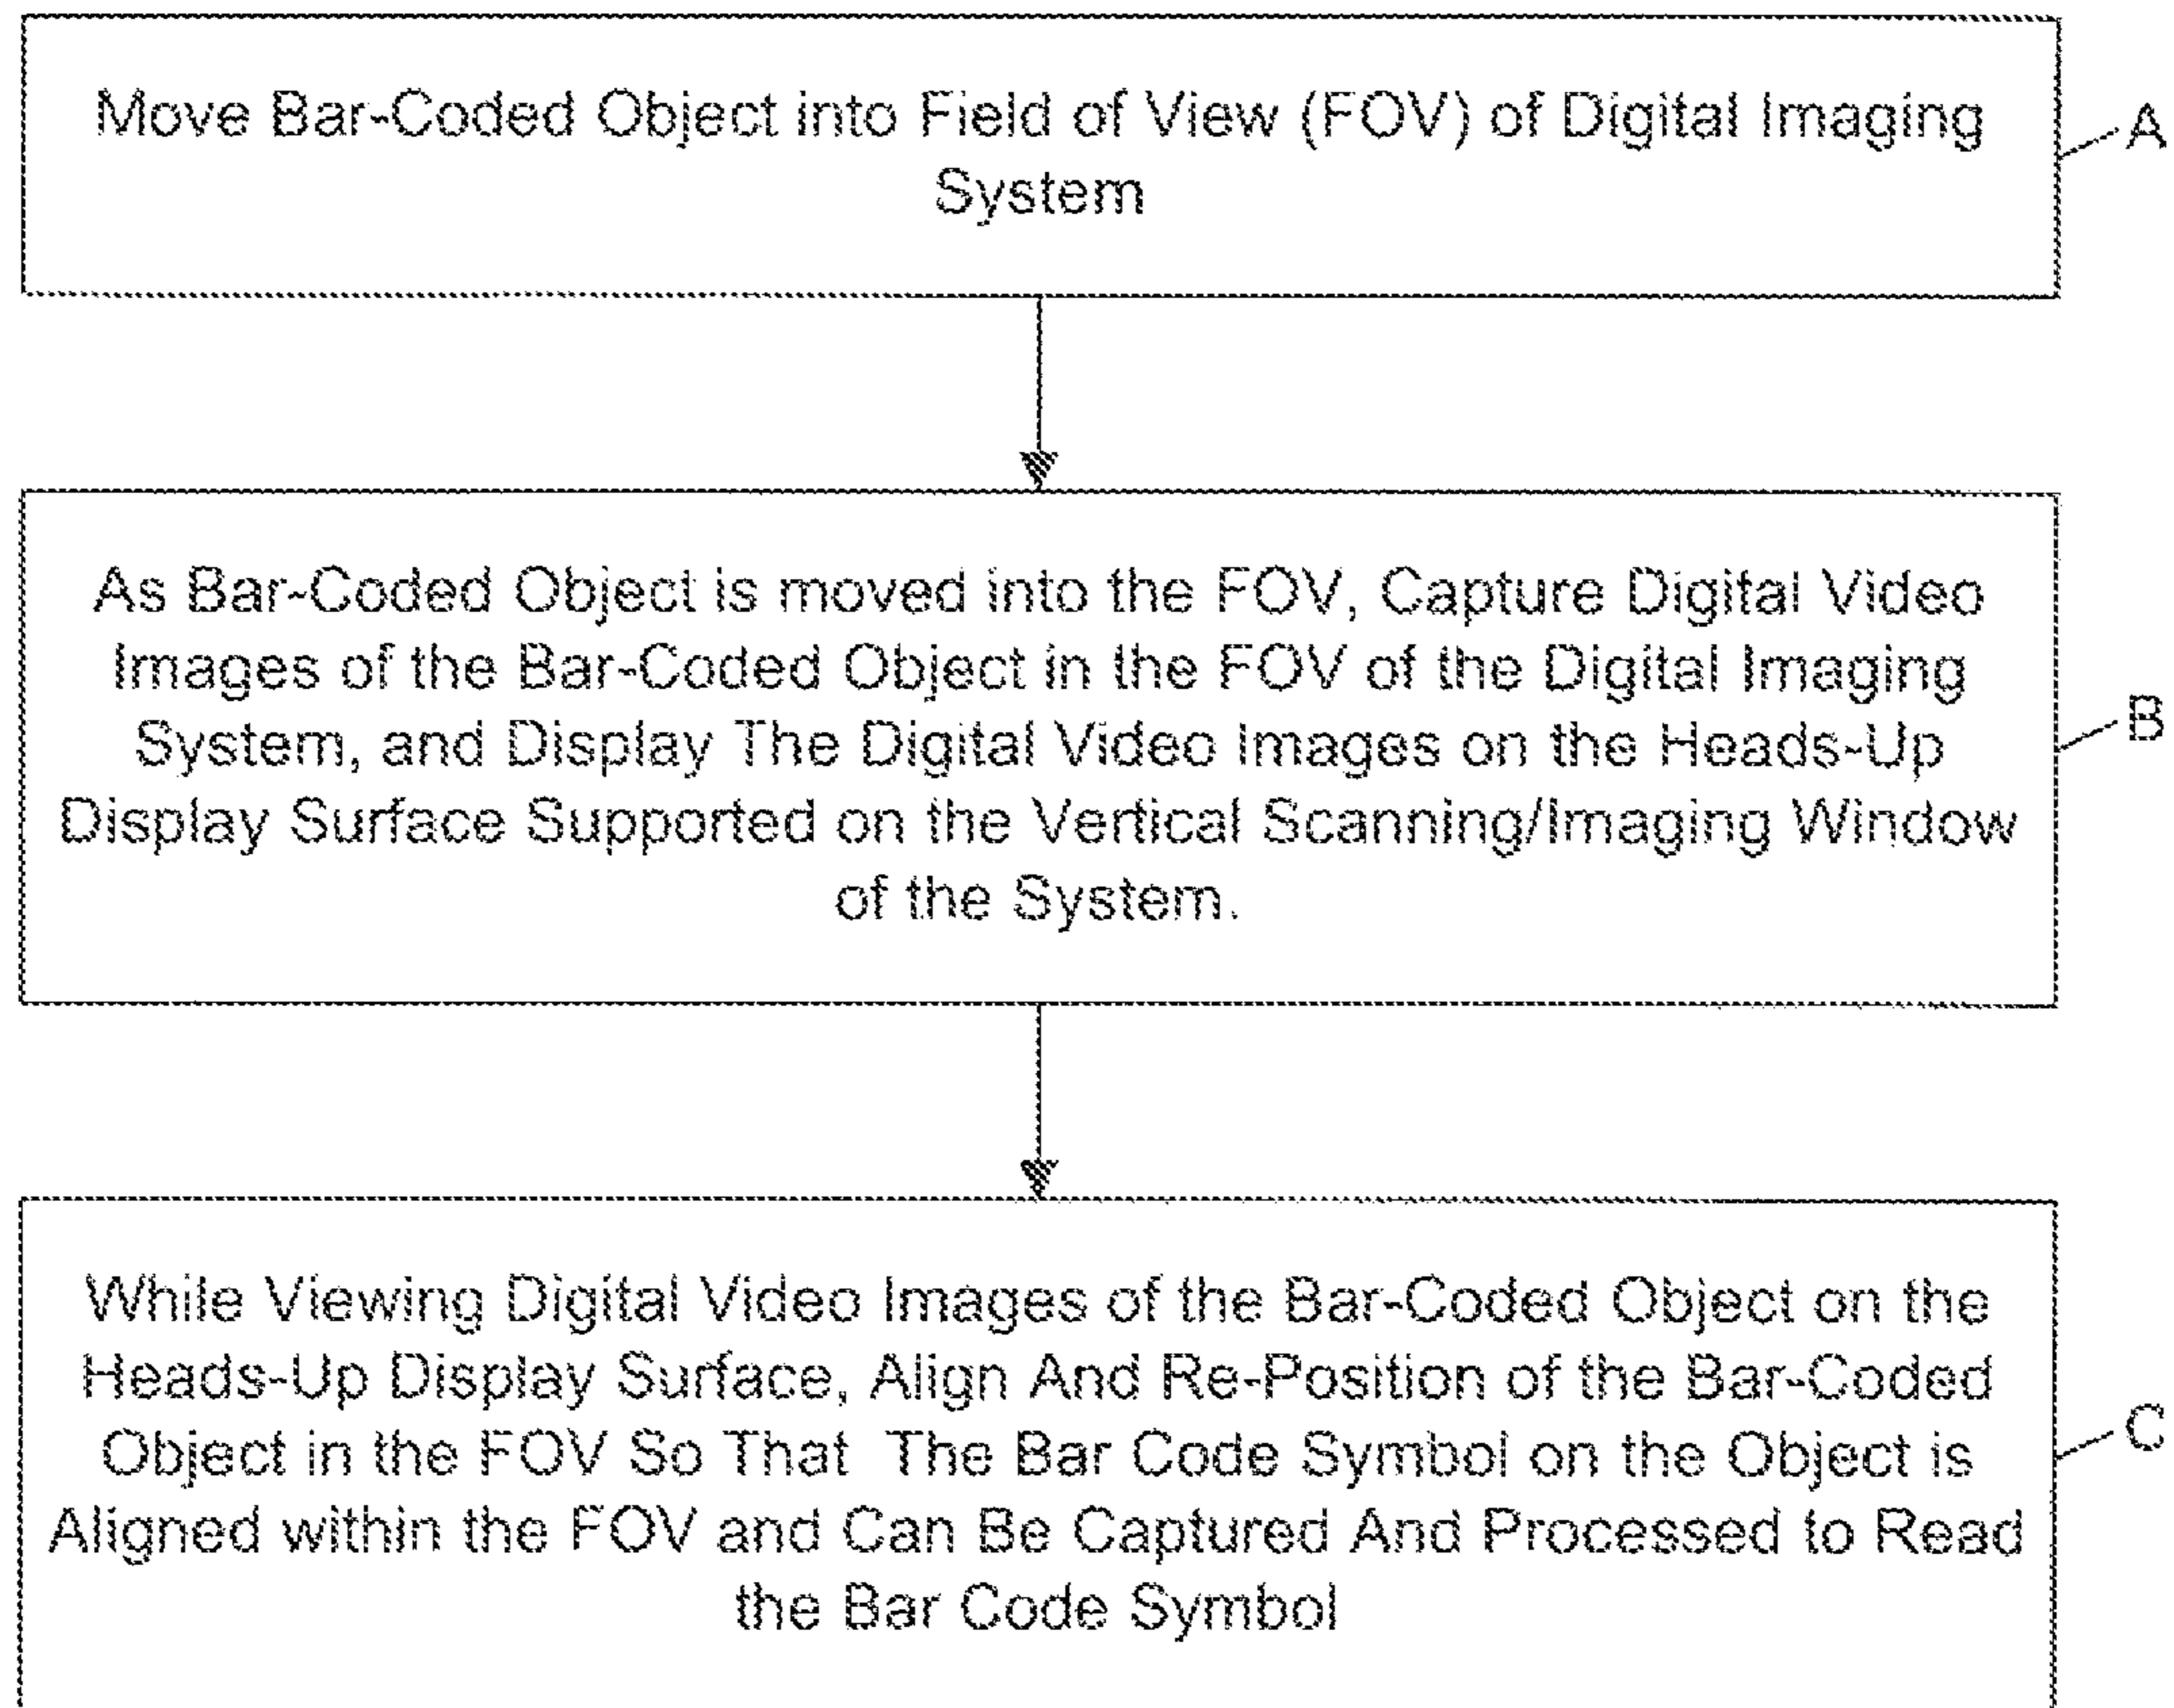 Move Bar-Coded Object into Field of View (FOV) of Digital Imaging
System
A
As Bar-Coded Object is moved into the FOV, Capture Digital Video
Images of the Bar-Coded Object in the FOV of the Digital Imaging
System, and Display The Digital Video Images on the Heads-Up
Display Surface Supported on the Vertical Scanning/Imaging Window
of the System.
B
While Viewing Digital Video Images of the Bar-Coded Object on the
Heads-Up Display Surface, Align And Re-Position of the Bar-Coded
Object in the FOV So That The Bar Code Symbol on the Object is
Aligned within the FOV and Can Be Captured And Processed to Read
the Bar Code Symbol
C